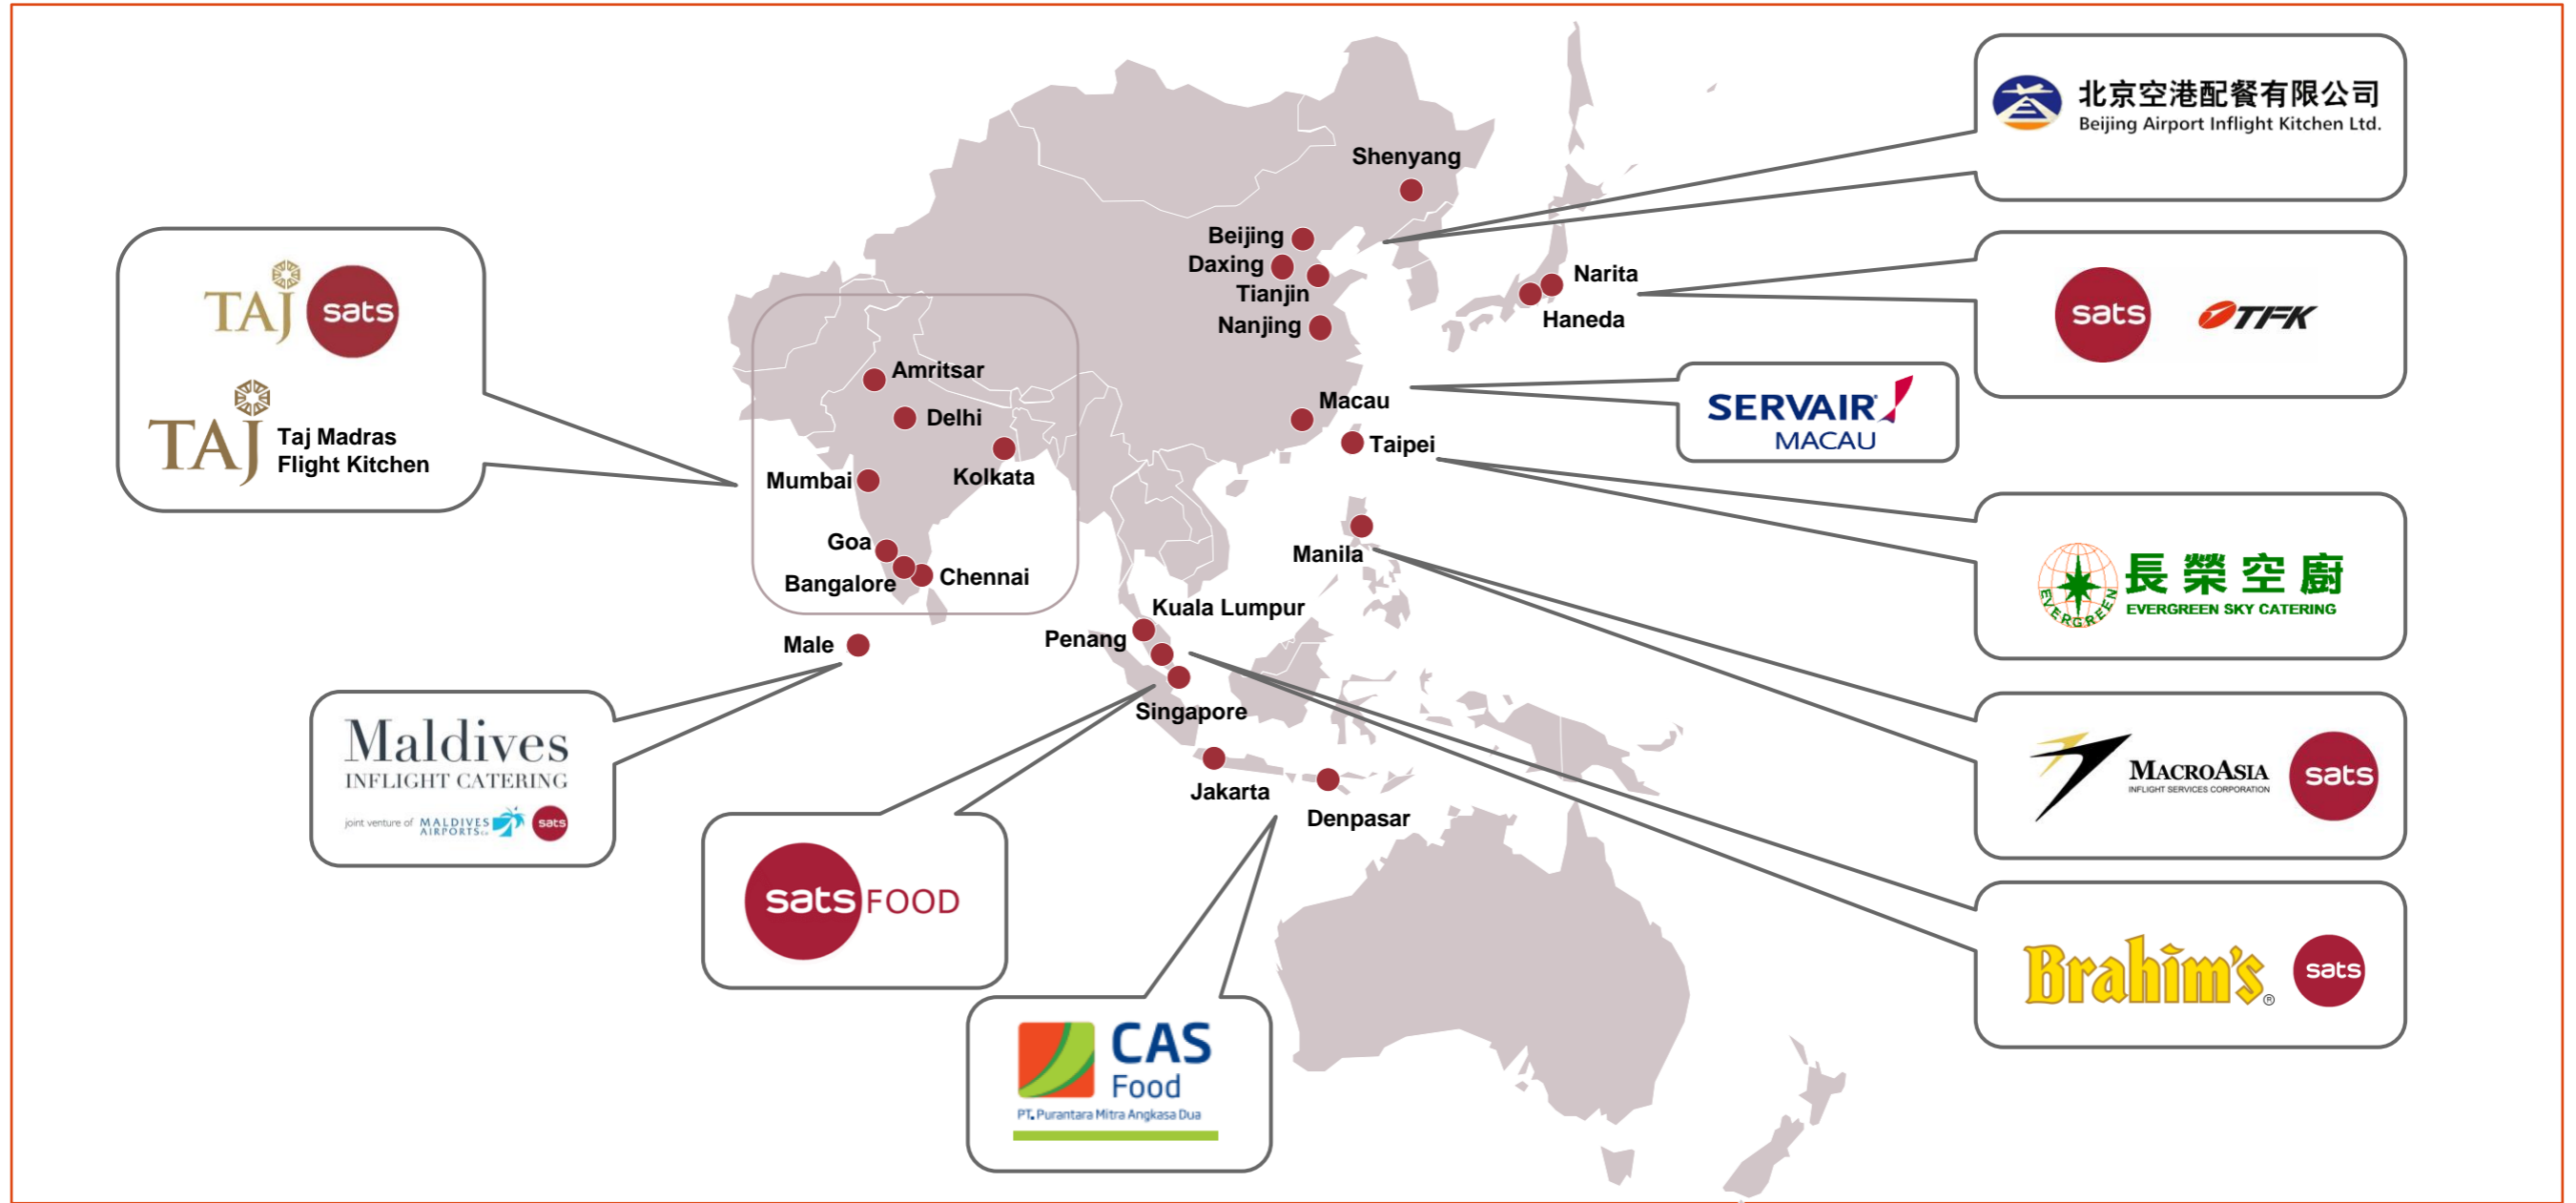 北京空港配餐有限公司
Beijing Airport Inflight Kitchen Ltd.
Shenyang
Beijing
Daxing
Tianjin
Nanjing
Narita
Haneda
sats
TFK
TAJ
sats
TAJ
Taj Madras
Flight Kitchen
Amritsar
Delhi
Kolkata
Mumbai
Goa
Bangalore
Chennai
Macau
Taipei
SERVAIR
MACAU
Manila
EVERGREEN
長榮空廚
EVERGREEN SKY CATERING
Kuala Lumpur
Penang
Male
Singapore
Maldives
INFLIGHT CATERING
joint venture of
MALDIVES
AIRPORTS Co
sats
Jakarta
Denpasar
MACROASIA
INFLIGHT SERVICES CORPORATION
sats
sats FOOD
Brahim's®
sats
CAS
Food
PT. Purantara Mitra Angkasa Dua